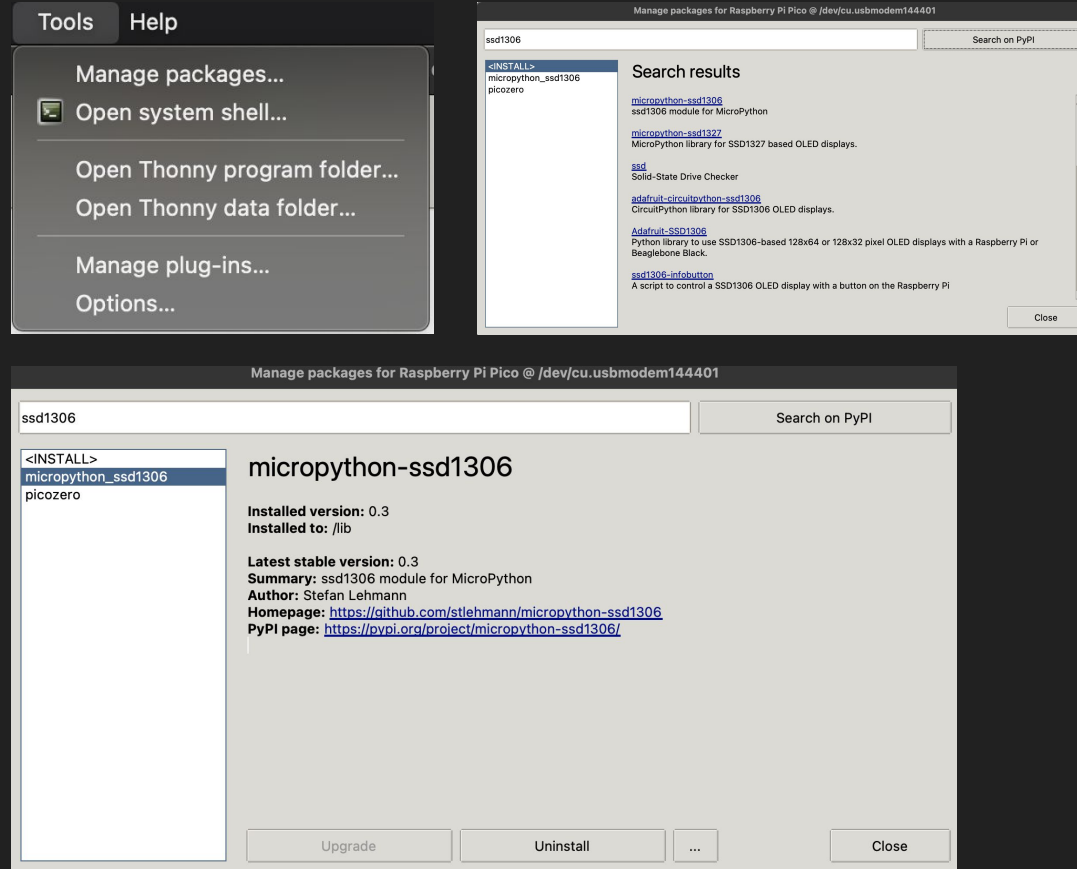 Tools Help
Manage packages...
Open system shell...
Open Thonny program folder...
Open Thonny data folder...
Manage plug-ins...
Options...
Manage packages for Raspberry Pi Pico @ /dev/cu.usbmodem144401
ssd1306
Search on PyPI
<INSTALL>
micropython_ssd1306
picozero
Search results
micropython-ssd1306
ssd1306 module for MicroPython
micropython-ssd1327
MicroPython library for SSD1327 based OLED displays.
ssd
Solid-State Drive Checker
adafruit-circuitpython-ssd1306
CircuitPython library for SSD1306 OLED displays.
Adafruit-SSD1306
Python library to use SSD1306-based 128x64 or 128x32 pixel OLED displays with a Raspberry Pi or
Beaglebone Black.
ssd1306-infobutton
A script to control a SSD1306 OLED display with a button on the Raspberry Pi
Close
Manage packages for Raspberry Pi Pico @ /dev/cu.usbmodem144401
ssd1306
Search on PyPI
<INSTALL>
micropython_ssd1306
picozero
micropython-ssd1306
Installed version: 0.3
Installed to: /lib
Latest stable version: 0.3
Summary: ssd1306 module for MicroPython
Author: Stefan Lehmann
Homepage: https://github.com/stlehmann/micropython-ssd1306
PyPI page: https://pypi.org/project/micropython-ssd1306/
Upgrade
Uninstall
...
Close